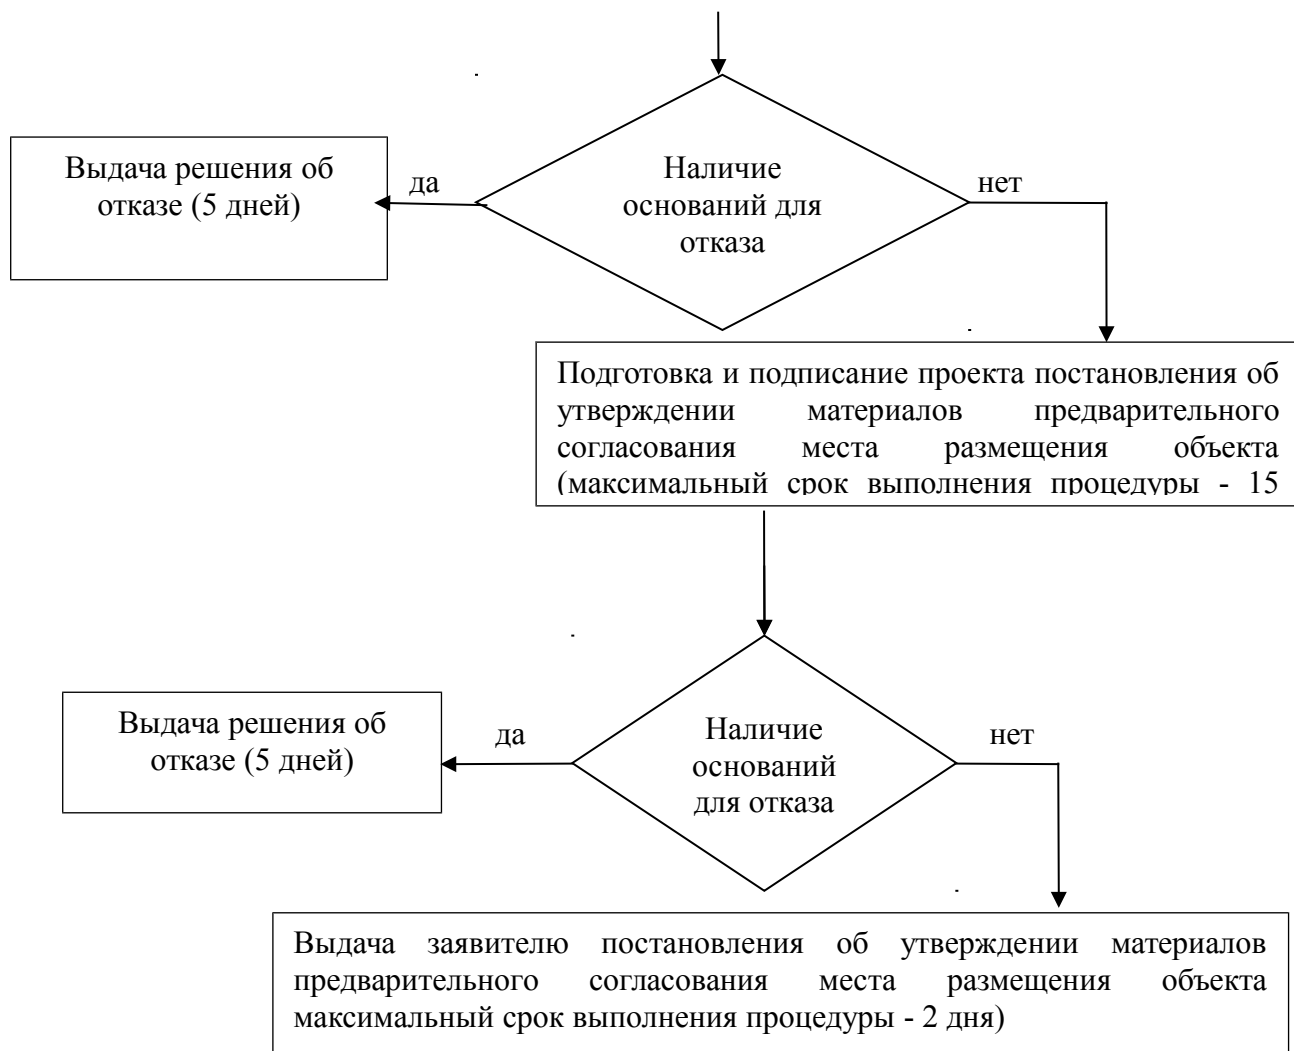 Выдача решения об
отказе (5 дней)
да
Наличие
оснований для
отказа
нет
Подготовка и подписание проекта постановления об
утверждении материалов предварительного
согласования места размещения объекта
(максимальный срок выполнения процедуры - 15
Выдача решения об
отказе (5 дней)
да
Наличие
оснований
для отказа
нет
Выдача заявителю постановления об утверждении материалов
предварительного согласования места размещения объекта
максимальный срок выполнения процедуры - 2 дня)